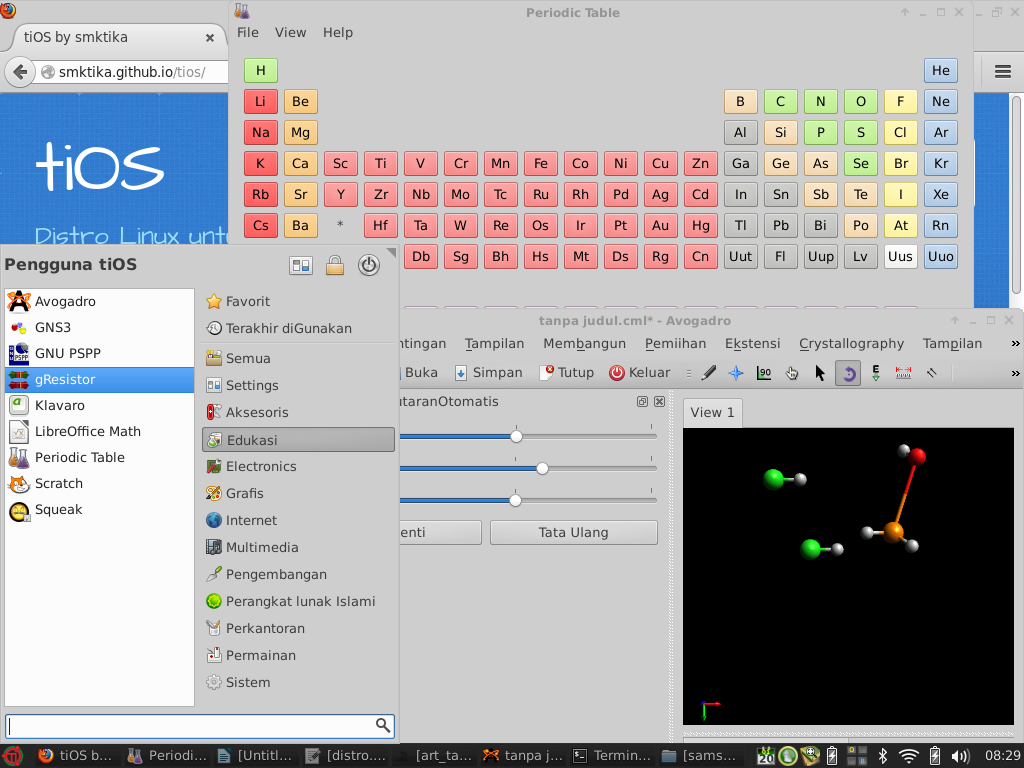 tiOS by smktika
smktika.github.io/tios/
tiOS
Distro Linux untu
Periodic Table
File View Help
H He
Li Be B C N O F Ne
Na Mg Al Si P S Cl Ar
K Ca Sc Ti V Cr Mn Fe Co Ni Cu Zn Ga Ge As Se Br Kr
Rb Sr Y Zr Nb Mo Tc Ru Rh Pd Ag Cd In Sn Sb Te I Xe
Cs Ba * Hf Ta W Re Os Ir Pt Au Hg Tl Pb Bi Po At Rn
Db Sg Bh Hs Mt Ds Rg Cn Uut Fl Uup Lv Uus Uuo
Pengguna tiOS
Avogadro
GNS3
GNU PSPP
gResistor
Klavaro
LibreOffice Math
Periodic Table
Scratch
Squeak
Favorit
Terakhir diGunakan
Semua
Settings
Aksesoris
Edukasi
Electronics
Grafis
Internet
Multimedia
Pengembangan
Perangkat lunak Islami
Perkantoran
Permainan
Sistem
tanpa judul.cml* - Avogadro
ntingan Tampilan Membangun Pemiihan Ekstensi Crystallography Tampilan »
Buka Simpan Tutup Keluar »
utaranOtomatis
enti Tata Ulang
View 1
tiOS b... Periodi... [Untitl... [distro.... [art_ta... tanpa j... Termin... [sams... 20 08:29